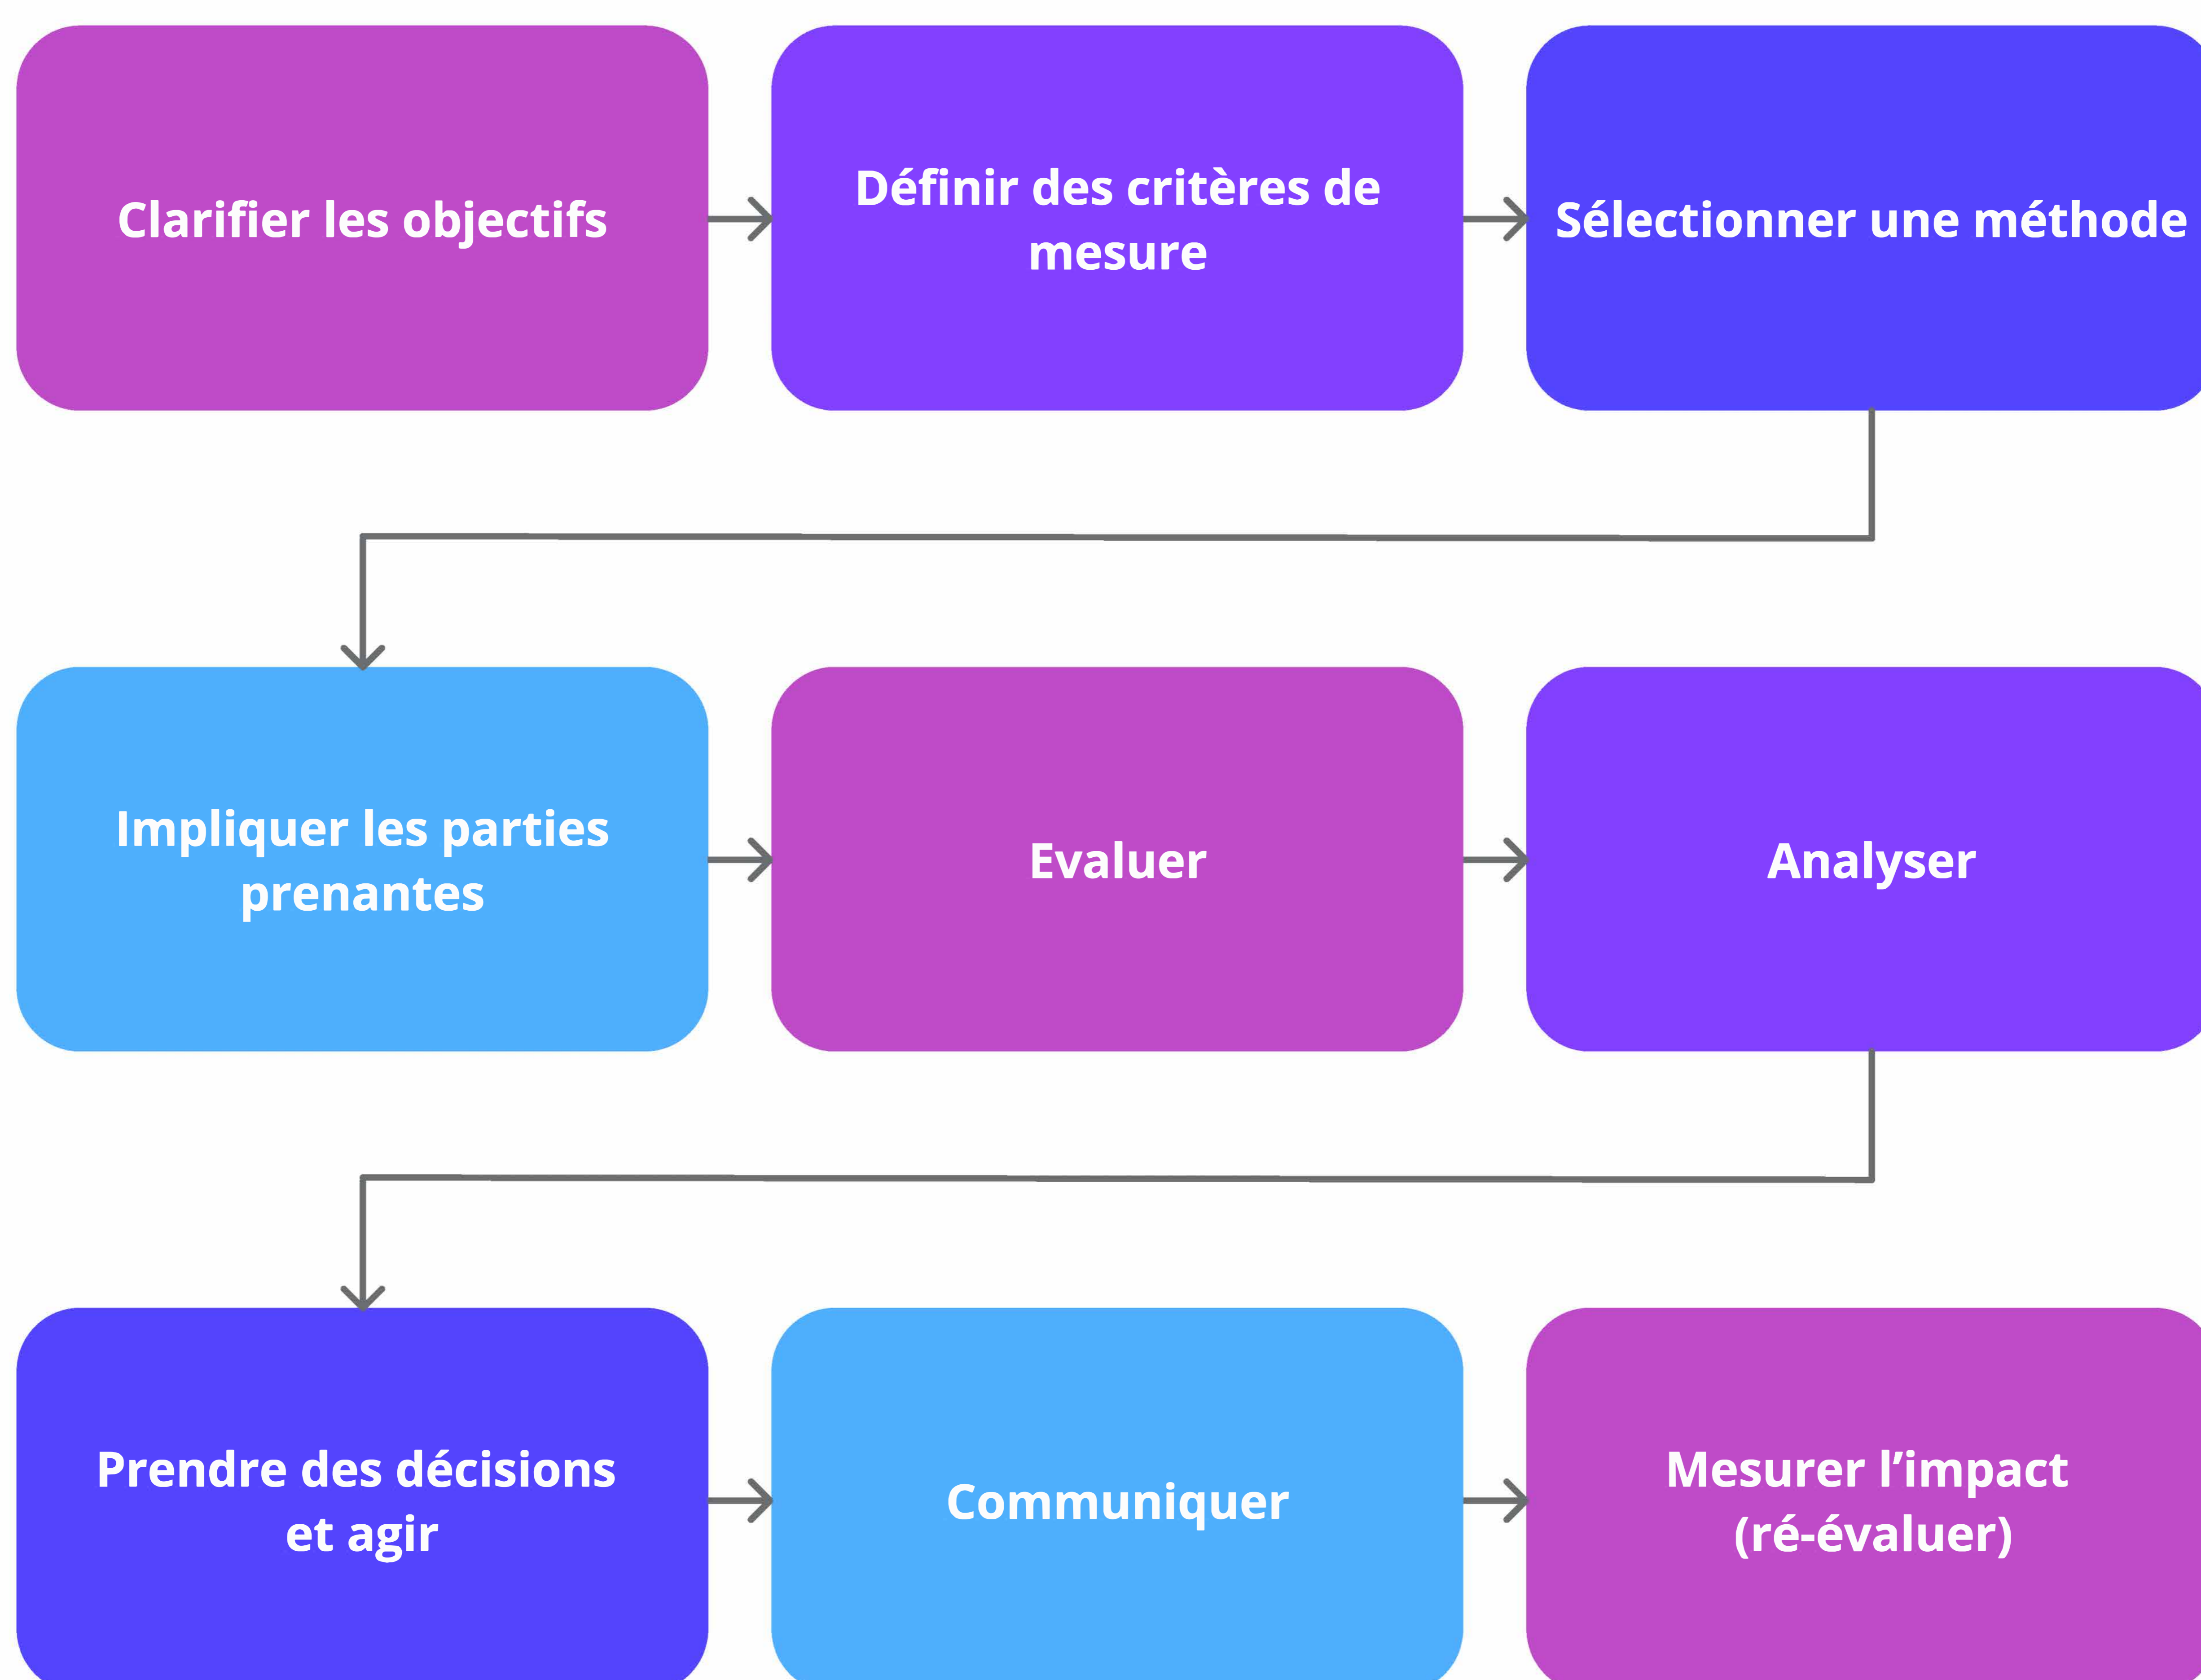 Clarifier les objectifs
Définir des critères de
mesure
Sélectionner une méthode
Impliquer les parties
prenantes
Evaluer
Analyser
Prendre des décisions
et agir
Communiquer
Mesurer l’impact
(ré-évaluer)